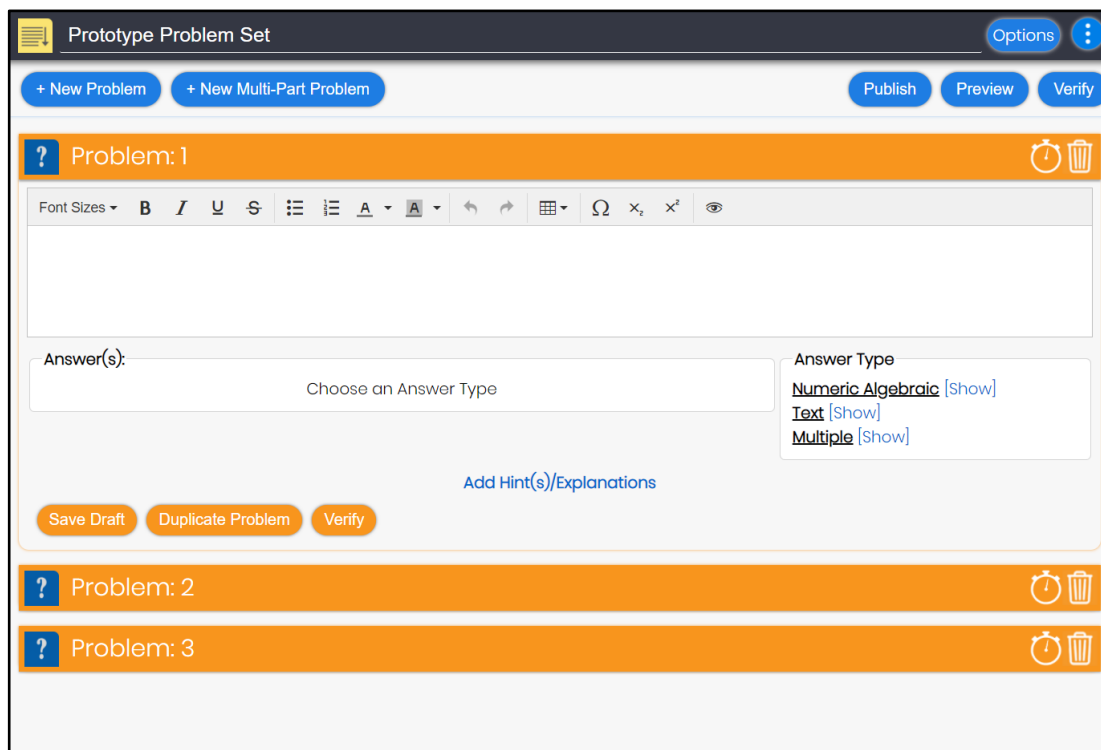 Prototype Problem Set Options
+ New Problem + New Multi-Part Problem Publish Preview Verify
? Problem: 1
Font Sizes B I U S A A Ω x₂ x²
Answer(s):
Choose an Answer Type
Answer Type
Numeric Algebraic [Show]
Text [Show]
Multiple [Show]
Add Hint(s)/Explanations
Save Draft Duplicate Problem Verify
? Problem: 2
? Problem: 3